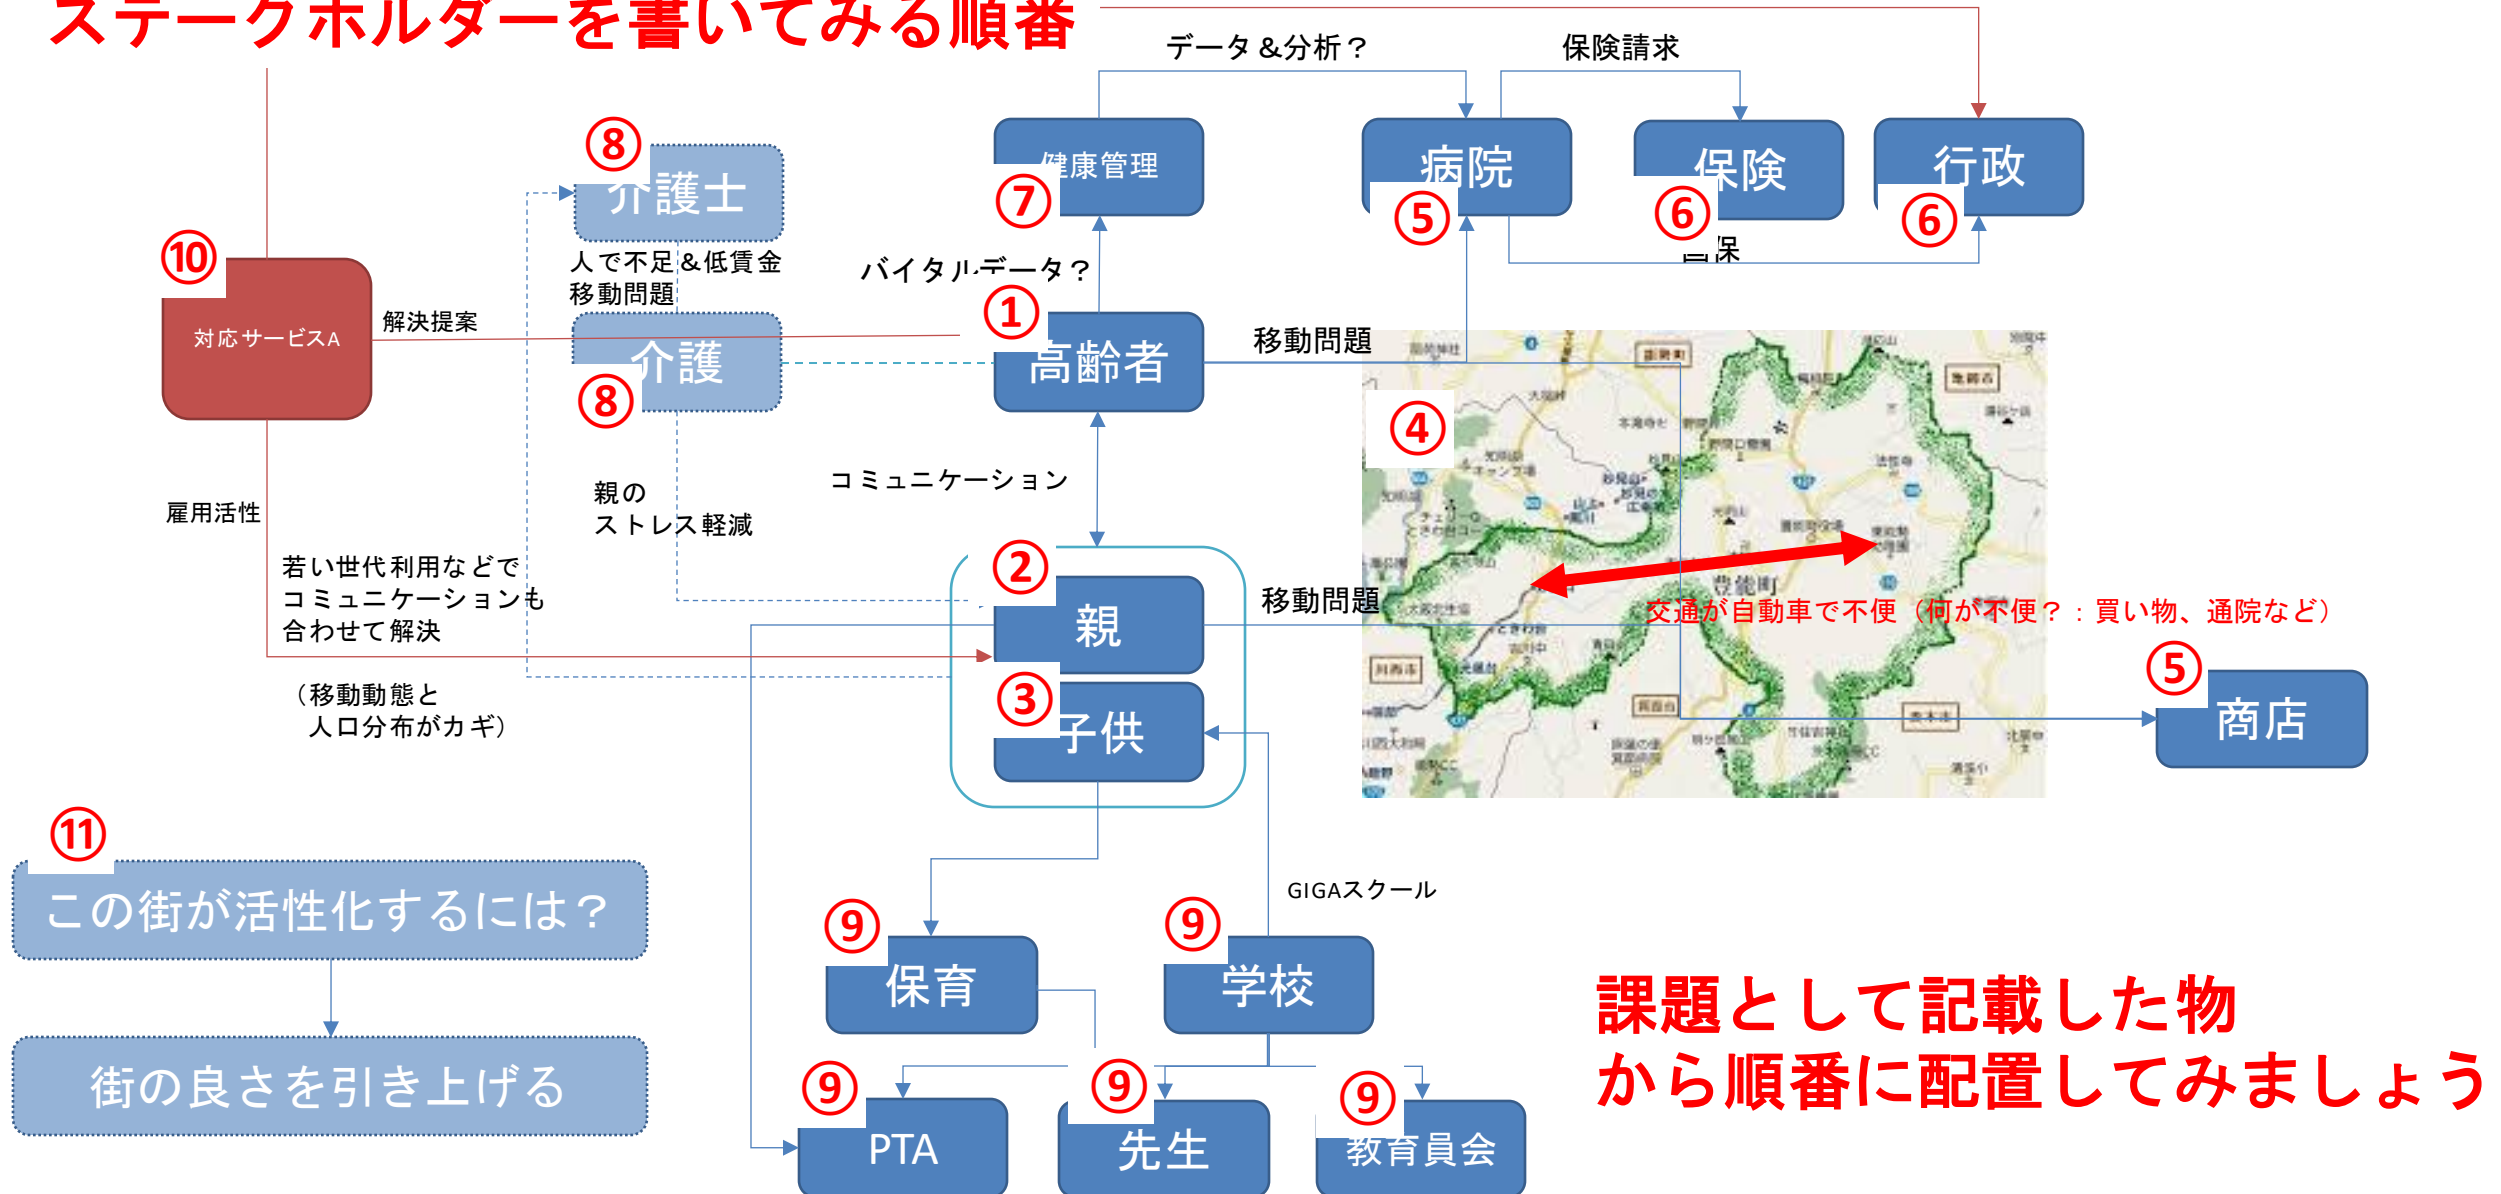 ステークホルダーを書いてみる順番
データ＆分析？
保険請求
⑧
介護士
⑦
健康管理
病院
⑤
保険
⑥
行政
⑥
国保
⑩
対応サービスA
解決提案
人で不足＆低賃金
移動問題
バイタルデータ？
①
高齢者
介護
⑧
移動問題
④
コミュニケーション
親の
ストレス軽減
雇用活性
若い世代利用などで
コミュニケーションも
合わせて解決
（移動動態と
人口分布がカギ）
②
親
移動問題
③
子供
豊能町
川西市
交通が自動車で不便（何が不便？：買い物、通院など）
⑤
商店
⑪
この街が活性化するには？
街の良さを引き上げる
GIGAスクール
⑨
保育
⑨
学校
⑨
PTA
⑨
先生
⑨
教育員会
課題として記載した物
から順番に配置してみましょう